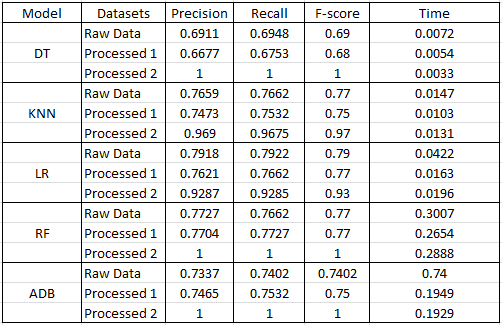 Model Datasets Precision Recall F-score Time
Raw Data 0.6911 0.6948 0.69 0.0072
DT Processed 1 0.6677 0.6753 0.68 0.0054
Processed 2 1 1 1 0.0033
Raw Data 0.7659 0.7662 0.77 0.0147
KNN Processed 1 0.7473 0.7532 0.75 0.0103
Processed 2 0.969 0.9675 0.97 0.0131
Raw Data 0.7918 0.7922 0.79 0.0422
LR Processed 1 0.7621 0.7662 0.77 0.0163
Processed 2 0.9287 0.9285 0.93 0.0196
Raw Data 0.7727 0.7662 0.77 0.3007
RF Processed 1 0.7704 0.7727 0.77 0.2654
Processed 2 1 1 1 0.2888
Raw Data 0.7337 0.7402 0.7402 0.74
ADB Processed 1 0.7465 0.7532 0.75 0.1949
Processed 2 1 1 1 0.1929